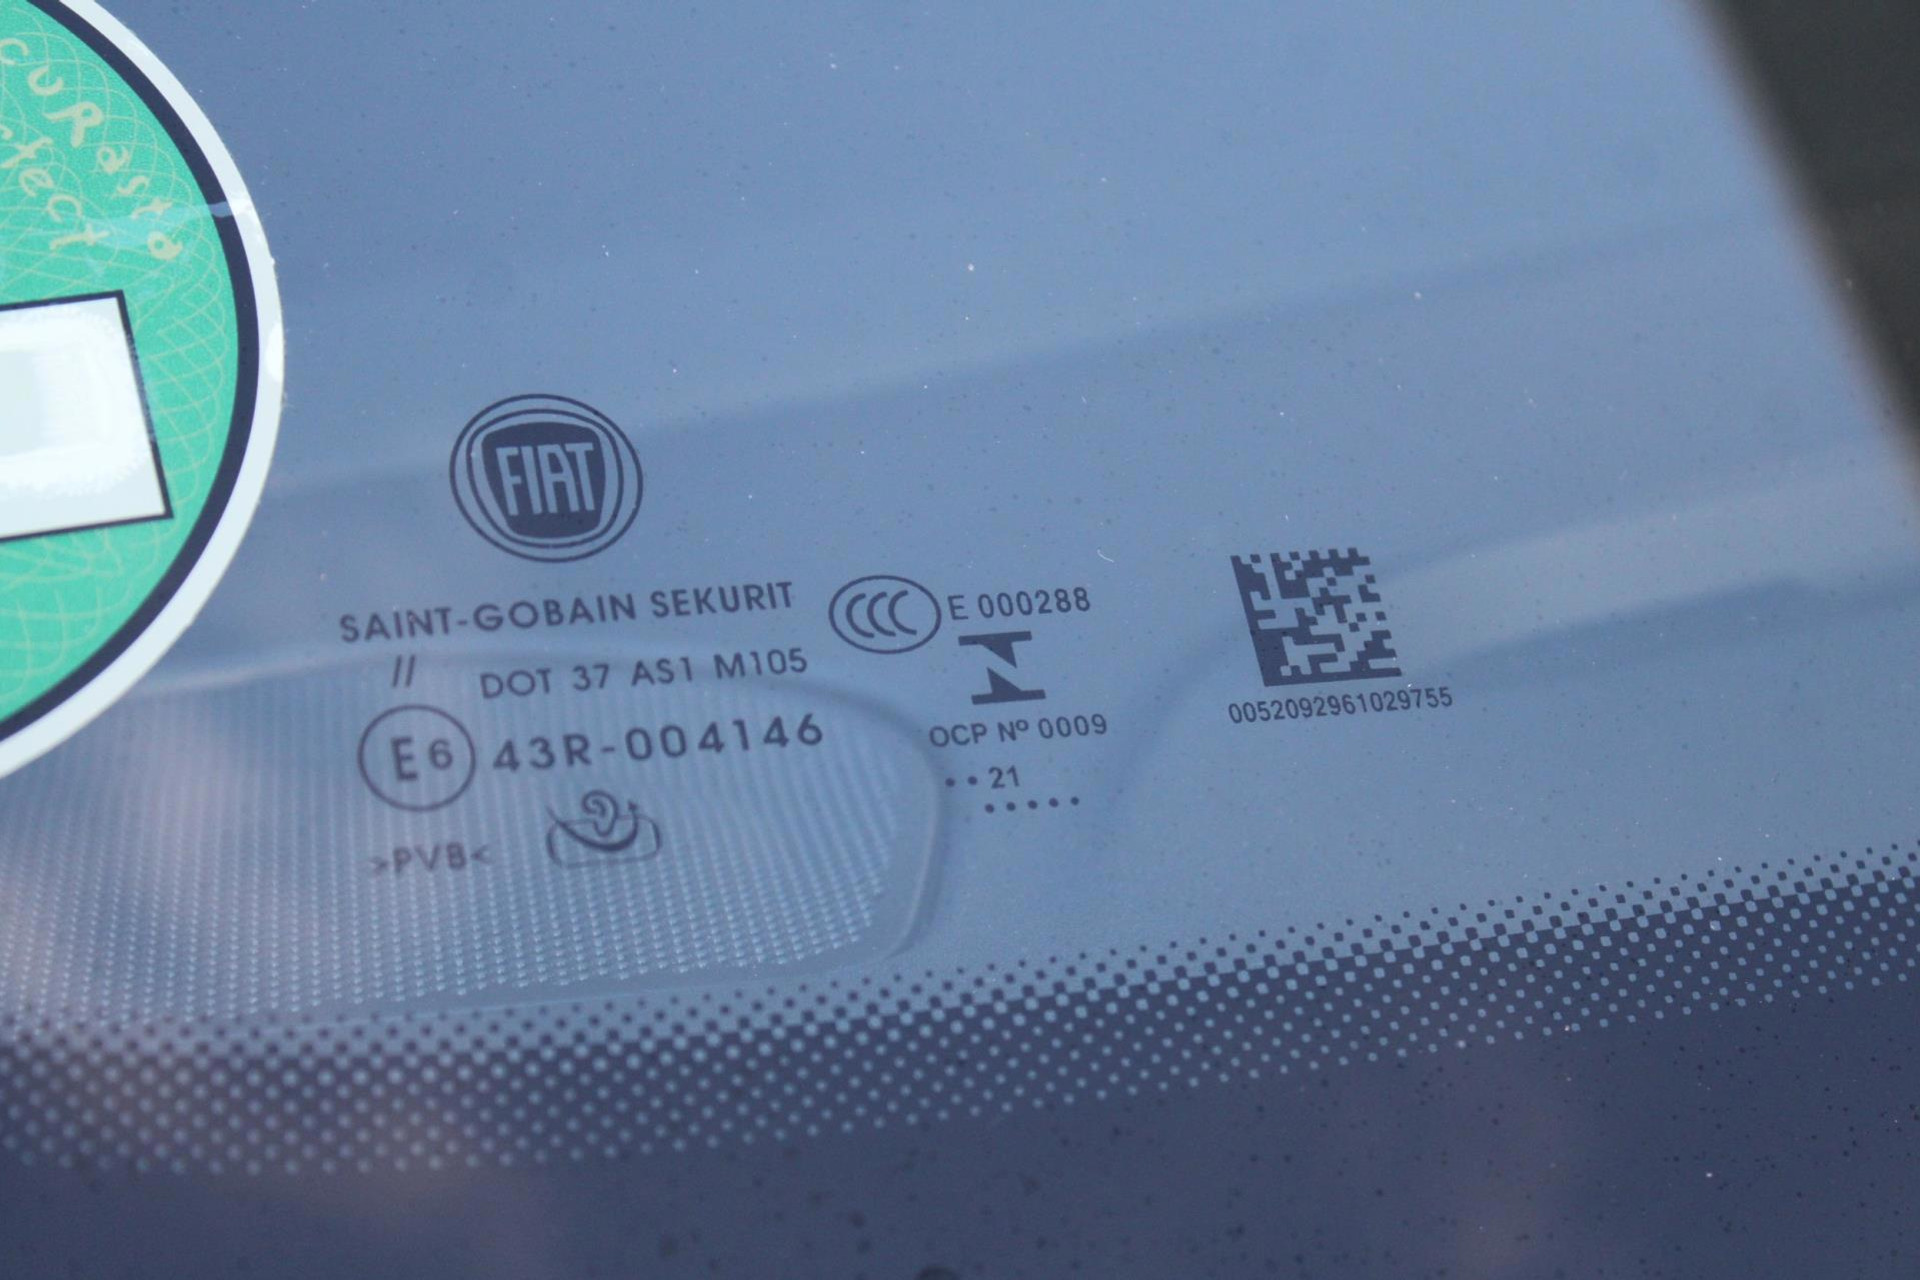 FIAT
SAINT-GOBAIN SEKURIT
// DOT 37 AS1 M105
E6 43R-004146
>PVB<
CCC E 000288
OCP Nº 0009
• • 21
• • • • •
0052092961029755